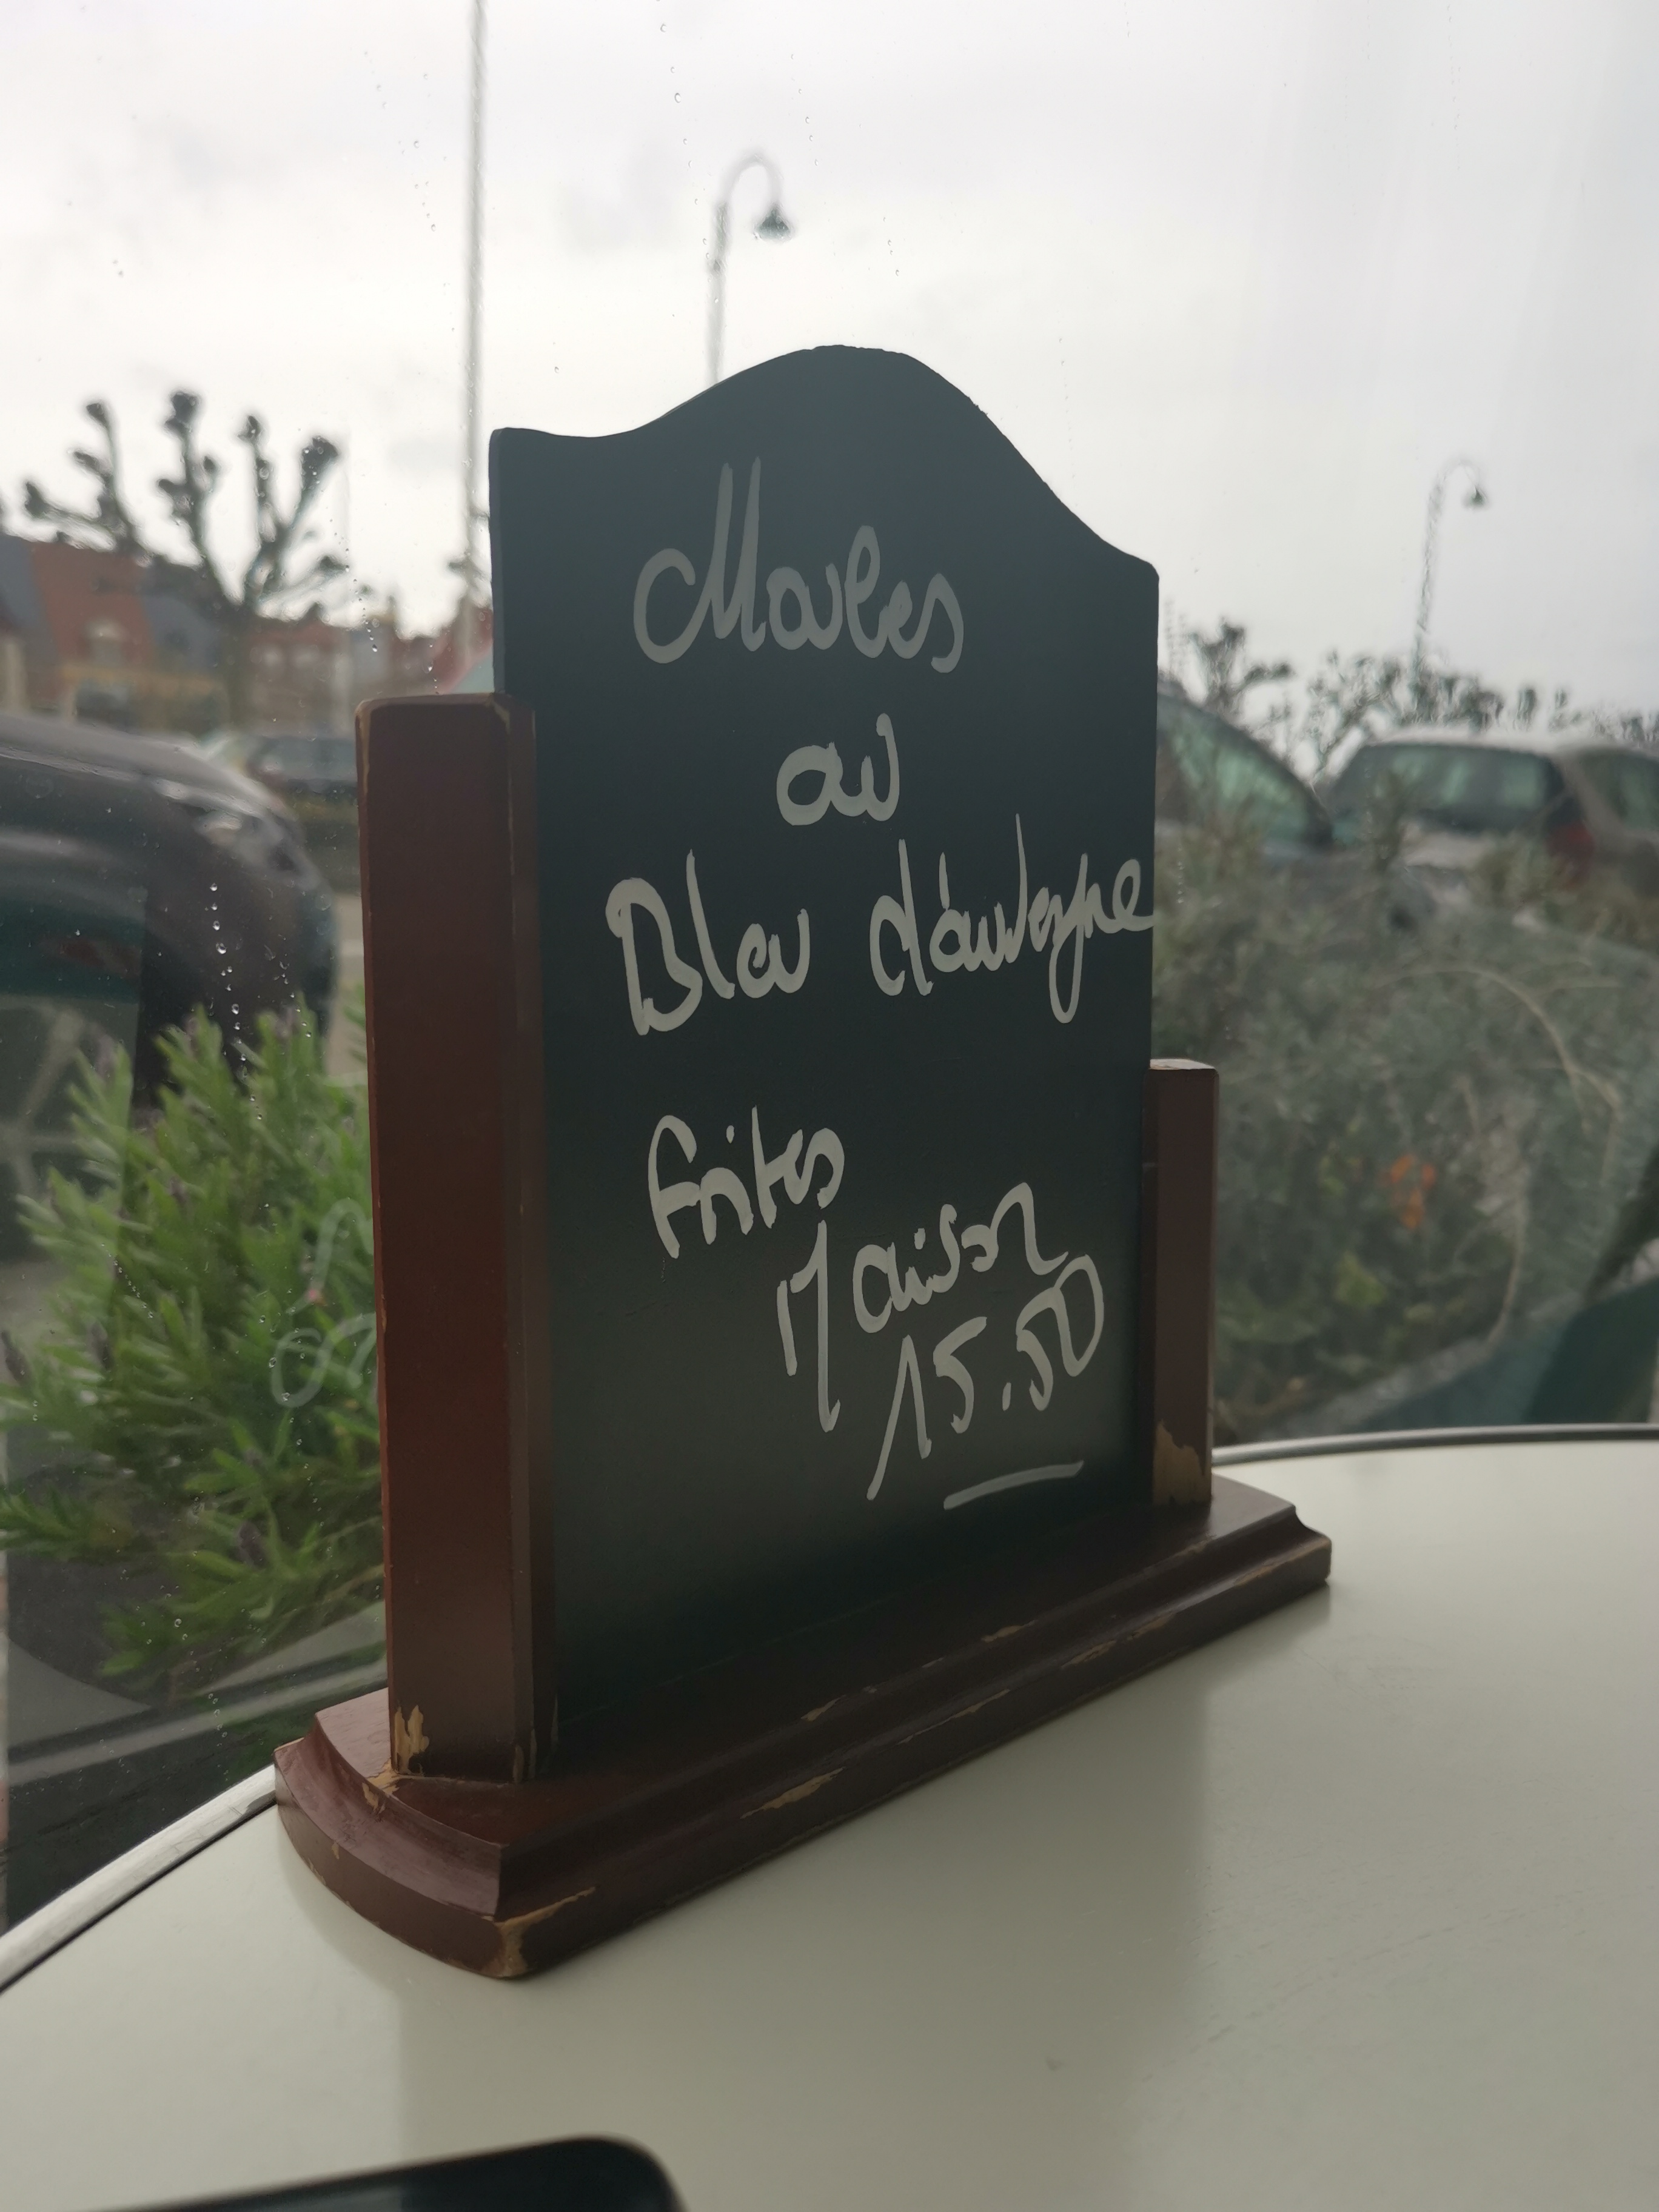 Moules
au
Bleu d'auvergne
frites
Maison
15.50